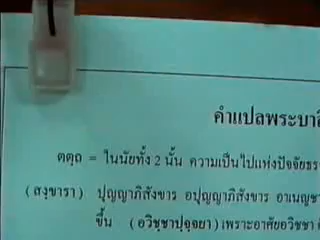 คำแปลพระบา
ตตฺถ = ในนัยทั้ง 2 นั้น ความเป็นไปแห่งปัจจัยธร
(สงฺขารา) ปุญญาภิสังขาร อปุญญาภิสังขาร อาเนญชา
ขึ้น (อวิชฺชาปจฺจยา) เพราะอาศัยอวิชชา